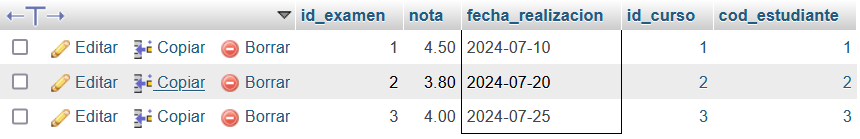 id_examen nota fecha_realizacion id_curso cod_estudiante
Editar Copiar Borrar 1 4.50 2024-07-10 1 1
Editar Copiar Borrar 2 3.80 2024-07-20 2 2
Editar Copiar Borrar 3 4.00 2024-07-25 3 3